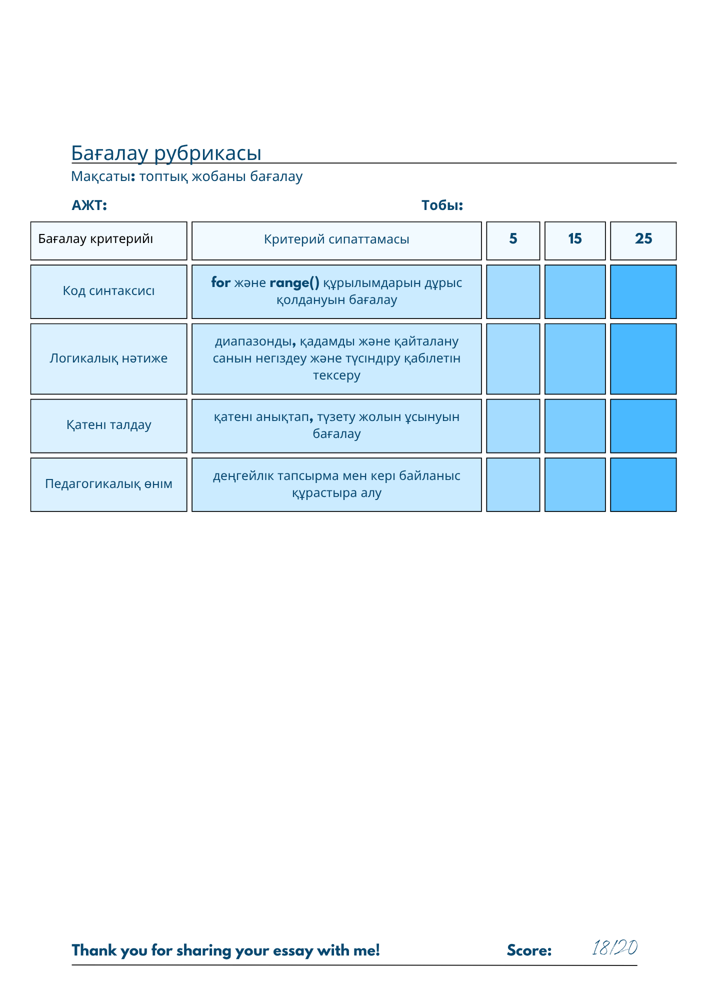 Бағалау рубрикасы
Мақсаты: топтық жобаны бағалау
АЖТ: Тобы:
Бағалау критерийі Критерий сипаттамасы 5 15 25
Код синтаксисі
for және range() құрылымдарын дұрыс
қолдануын бағалау
Логикалық нәтиже
диапазонды, қадамды және қайталану
санын негіздеу және түсіндіру қабілетін
тексеру
Қатені талдау
қатені анықтап, түзету жолын ұсынуын
бағалау
Педагогикалық өнім
деңгейлік тапсырма мен кері байланыс
құрастыра алу
Thank you for sharing your essay with me! Score: 18/20